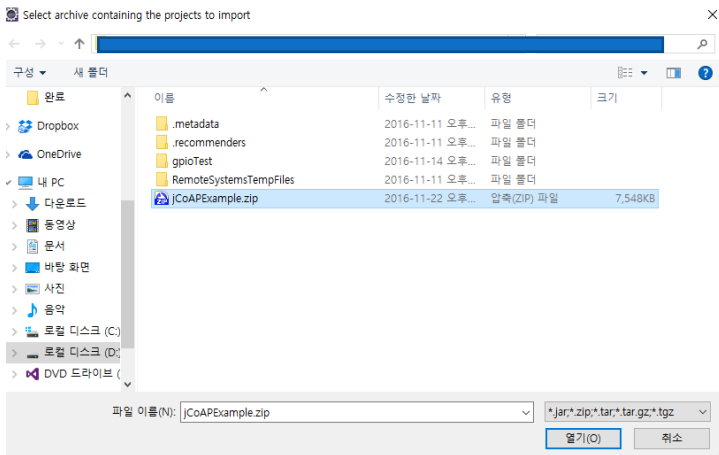 Select archive containing the projects to import
구성 새 폴더
이름 수정한 날짜 유형 크기
완료
Dropbox
OneDrive
내 PC
다운로드
동영상
문서
바탕 화면
사진
음악
로컬 디스크 (C:)
로컬 디스크 (D:
DVD 드라이브 (
.metadata 2016-11-11 오후... 파일 폴더
.recommenders 2016-11-11 오후... 파일 폴더
gpioTest 2016-11-14 오후... 파일 폴더
RemoteSystemsTempFiles 2016-11-11 오후... 파일 폴더
ZIP jCoAPExample.zip 2016-11-22 오후... 압축(ZIP) 파일 7,548KB
파일 이름(N): jCoAPExample.zip *.jar;*.zip;*.tar;*.tar.gz;*.tgz
열기(O) 취소